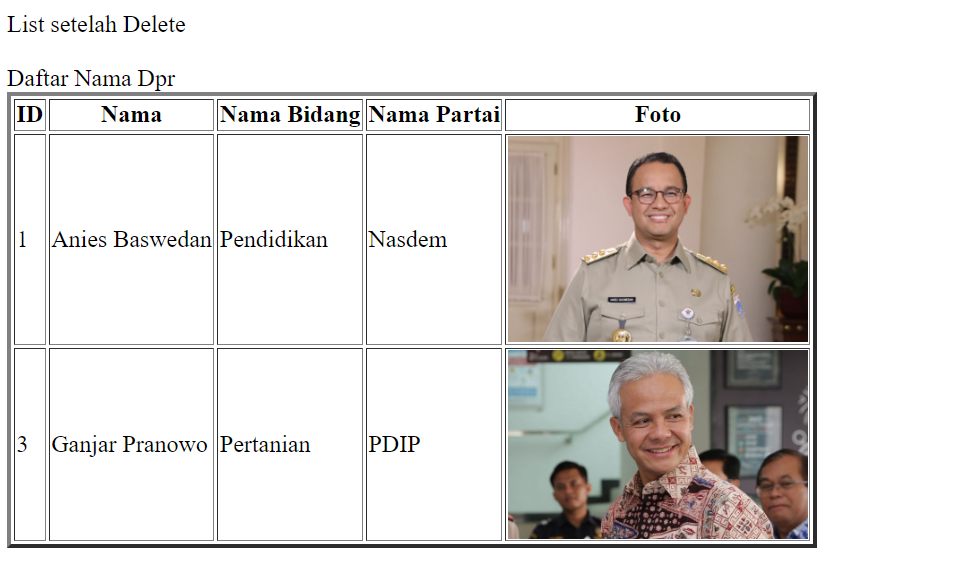 List setelah Delete
Daftar Nama Dpr
ID Nama Nama Bidang Nama Partai Foto
1 Anies Baswedan Pendidikan Nasdem
3 Ganjar Pranowo Pertanian PDIP